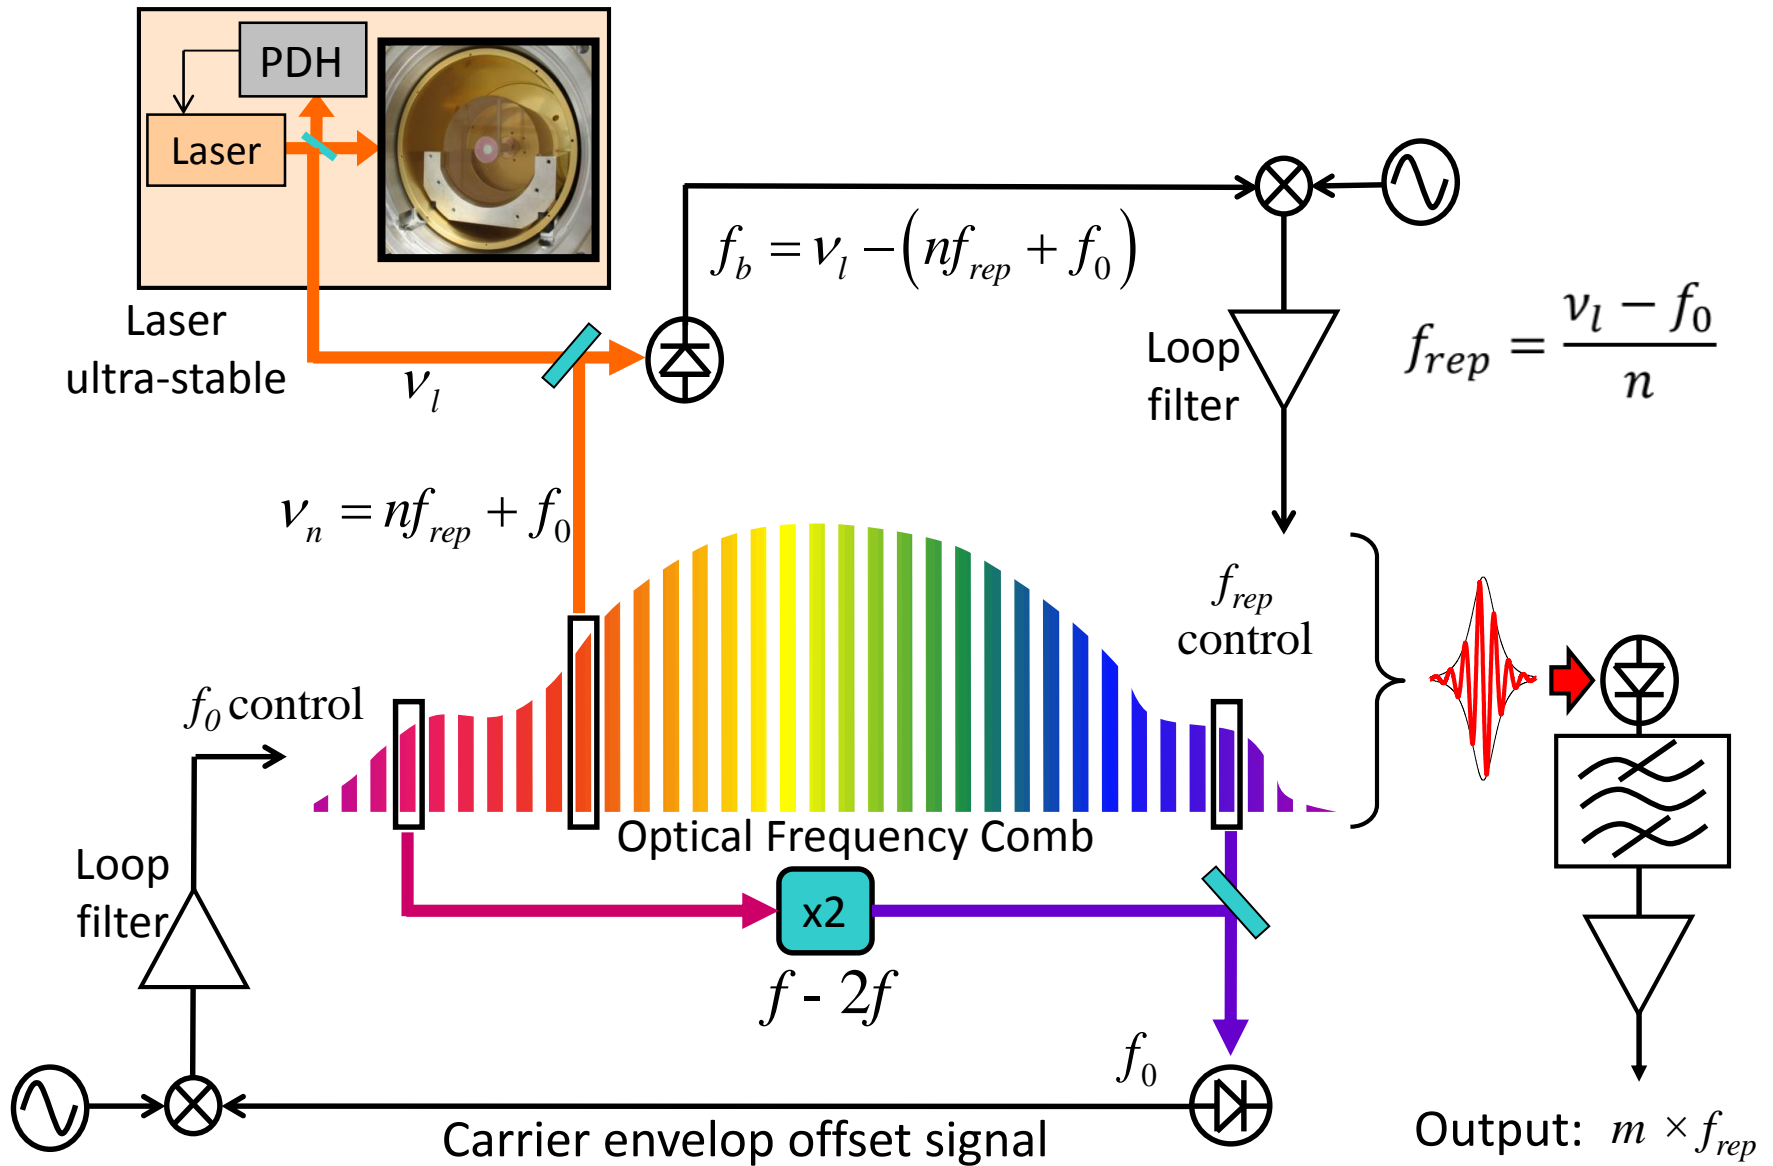 PDH
Laser
Laser
ultra-stable
ν_l
f_b = ν_l − (nf_rep + f_0)
Loop
filter
f_rep = (ν_l − f_0) / n
ν_n = nf_rep + f_0
f_rep
control
f_0 control
Optical Frequency Comb
Loop
filter
x2
f - 2f
f_0
Carrier envelop offset signal
Output: m × f_rep